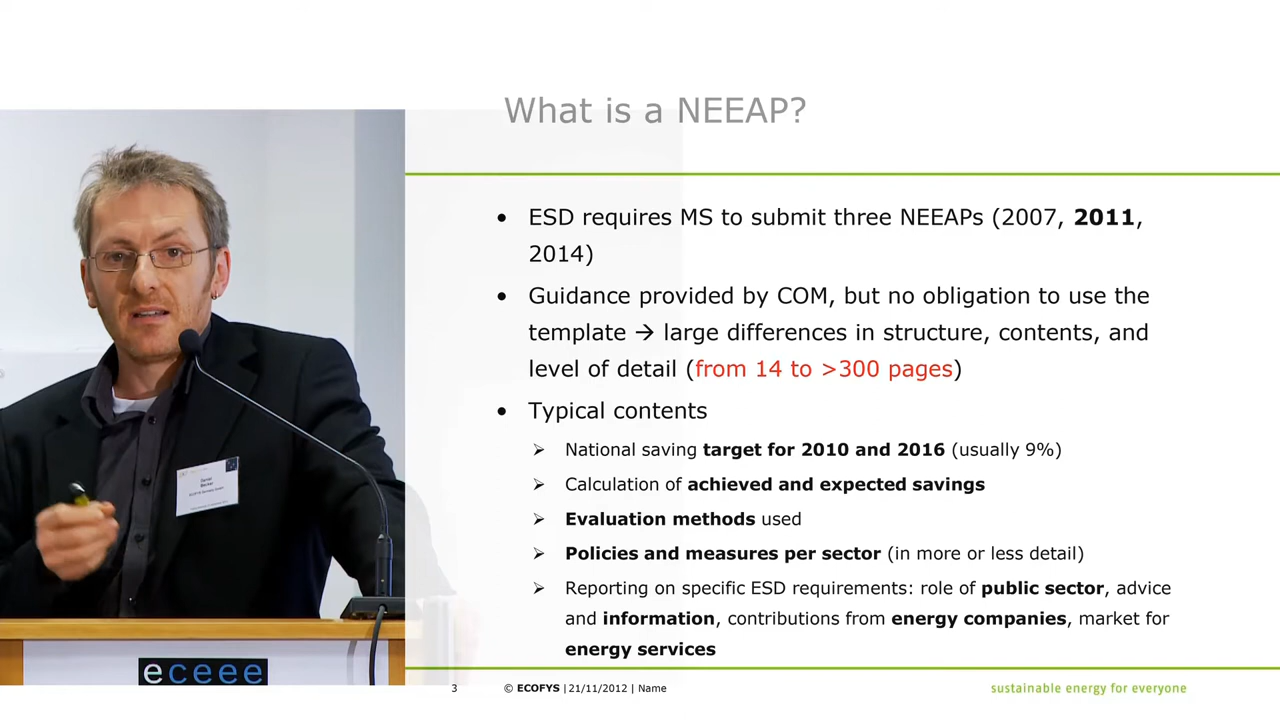 What is a NEEAP?
• ESD requires MS to submit three NEEAPs (2007, 2011,
2014)
• Guidance provided by COM, but no obligation to use the
template → large differences in structure, contents, and
level of detail (from 14 to >300 pages)
• Typical contents
➢ National saving target for 2010 and 2016 (usually 9%)
➢ Calculation of achieved and expected savings
➢ Evaluation methods used
➢ Policies and measures per sector (in more or less detail)
➢ Reporting on specific ESD requirements: role of public sector, advice
and information, contributions from energy companies, market for
energy services
Daniel
Becker
eceee
3 © ECOFYS | 21/11/2012 | Name
sustainable energy for everyone